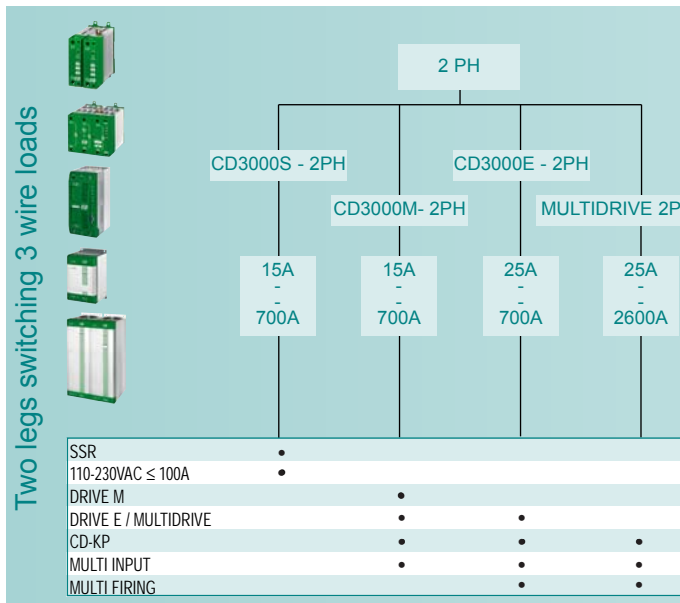 Two legs switching 3 wire loads
2 PH
CD3000S - 2PH
CD3000E - 2PH
CD3000M- 2PH
MULTIDRIVE 2P
15A
-
-
700A
15A
-
-
700A
25A
-
-
700A
25A
-
-
2600A
SSR •
110-230VAC ≤ 100A •
DRIVE M •
DRIVE E / MULTIDRIVE • •
CD-KP • • •
MULTI INPUT • • •
MULTI FIRING • •